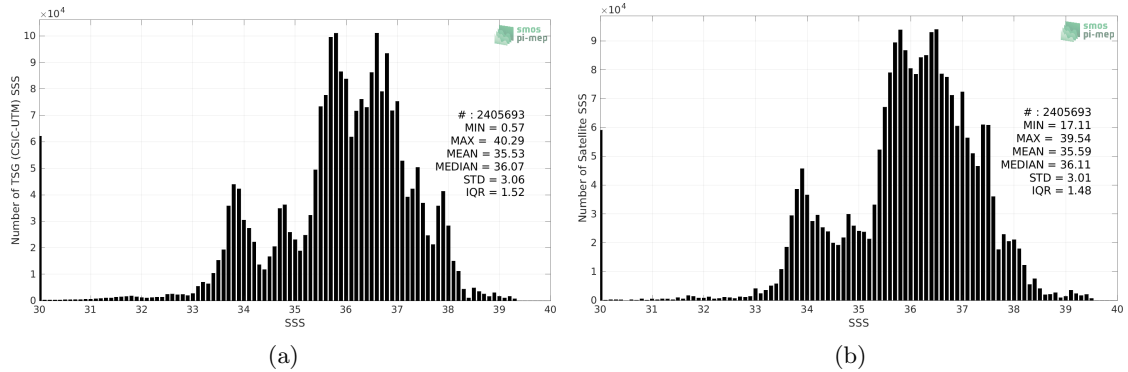 ×10⁴
smos
pi-mep
10
9
8
7
6
5
4
3
2
1
0
Number of TSG (CSIC-UTM) SSS
# : 2405693
MIN = 0.57
MAX = 40.29
MEAN = 35.53
MEDIAN = 36.07
STD = 3.06
IQR = 1.52
30 31 32 33 34 35 36 37 38 39 40
SSS
(a)
×10⁴
smos
pi-mep
9
8
7
6
5
4
3
2
1
0
Number of Satellite SSS
# : 2405693
MIN = 17.11
MAX = 39.54
MEAN = 35.59
MEDIAN = 36.11
STD = 3.01
IQR = 1.48
30 31 32 33 34 35 36 37 38 39 40
SSS
(b)